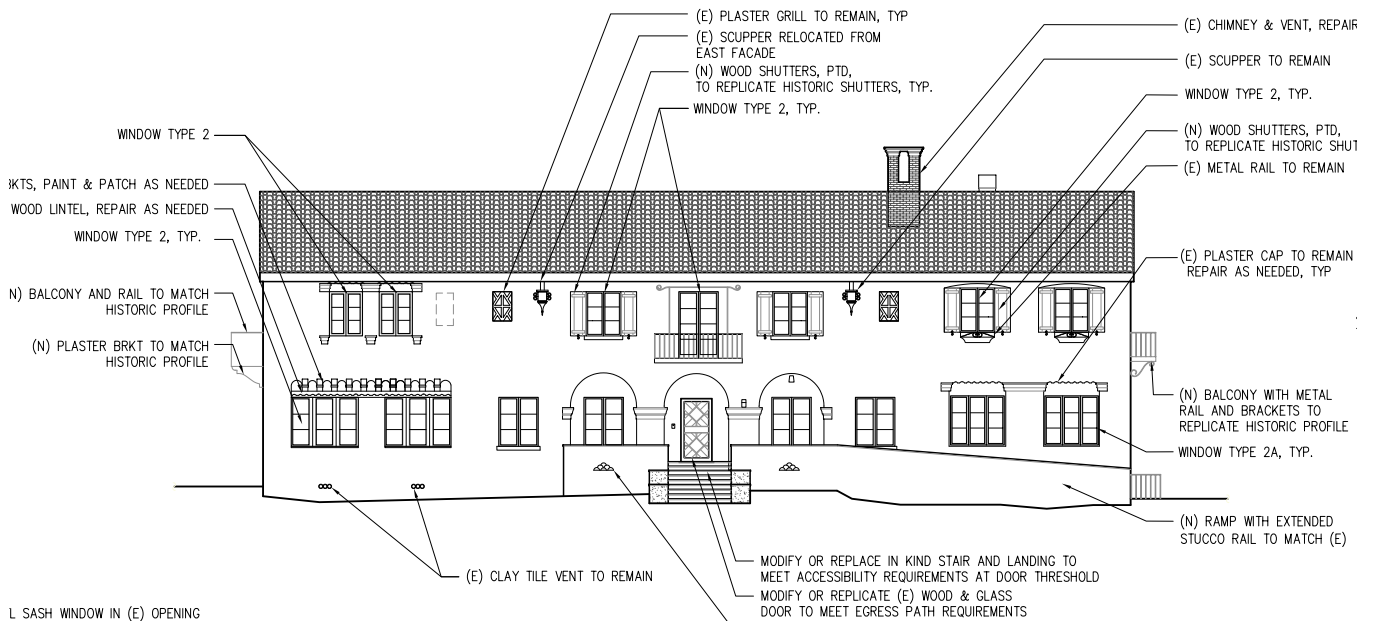 (E) PLASTER GRILL TO REMAIN, TYP
(E) SCUPPER RELOCATED FROM
EAST FACADE
(N) WOOD SHUTTERS, PTD,
TO REPLICATE HISTORIC SHUTTERS, TYP.
WINDOW TYPE 2, TYP.
(E) CHIMNEY & VENT, REPAIR
(E) SCUPPER TO REMAIN
WINDOW TYPE 2, TYP.
(N) WOOD SHUTTERS, PTD,
TO REPLICATE HISTORIC SHUT
(E) METAL RAIL TO REMAIN
WINDOW TYPE 2
PAINT & PATCH AS NEEDED
WOOD LINTEL, REPAIR AS NEEDED
WINDOW TYPE 2, TYP.
N) BALCONY AND RAIL TO MATCH
HISTORIC PROFILE
(N) PLASTER BRKT TO MATCH
HISTORIC PROFILE
(E) PLASTER CAP TO REMAIN
REPAIR AS NEEDED, TYP
(N) BALCONY WITH METAL
RAIL AND BRACKETS TO
REPLICATE HISTORIC PROFILE
WINDOW TYPE 2A, TYP.
(N) RAMP WITH EXTENDED
STUCCO RAIL TO MATCH (E)
(E) CLAY TILE VENT TO REMAIN
MODIFY OR REPLACE IN KIND STAIR AND LANDING TO
MEET ACCESSIBILITY REQUIREMENTS AT DOOR THRESHOLD
MODIFY OR REPLICATE (E) WOOD & GLASS
DOOR TO MEET EGRESS PATH REQUIREMENTS
L SASH WINDOW IN (E) OPENING